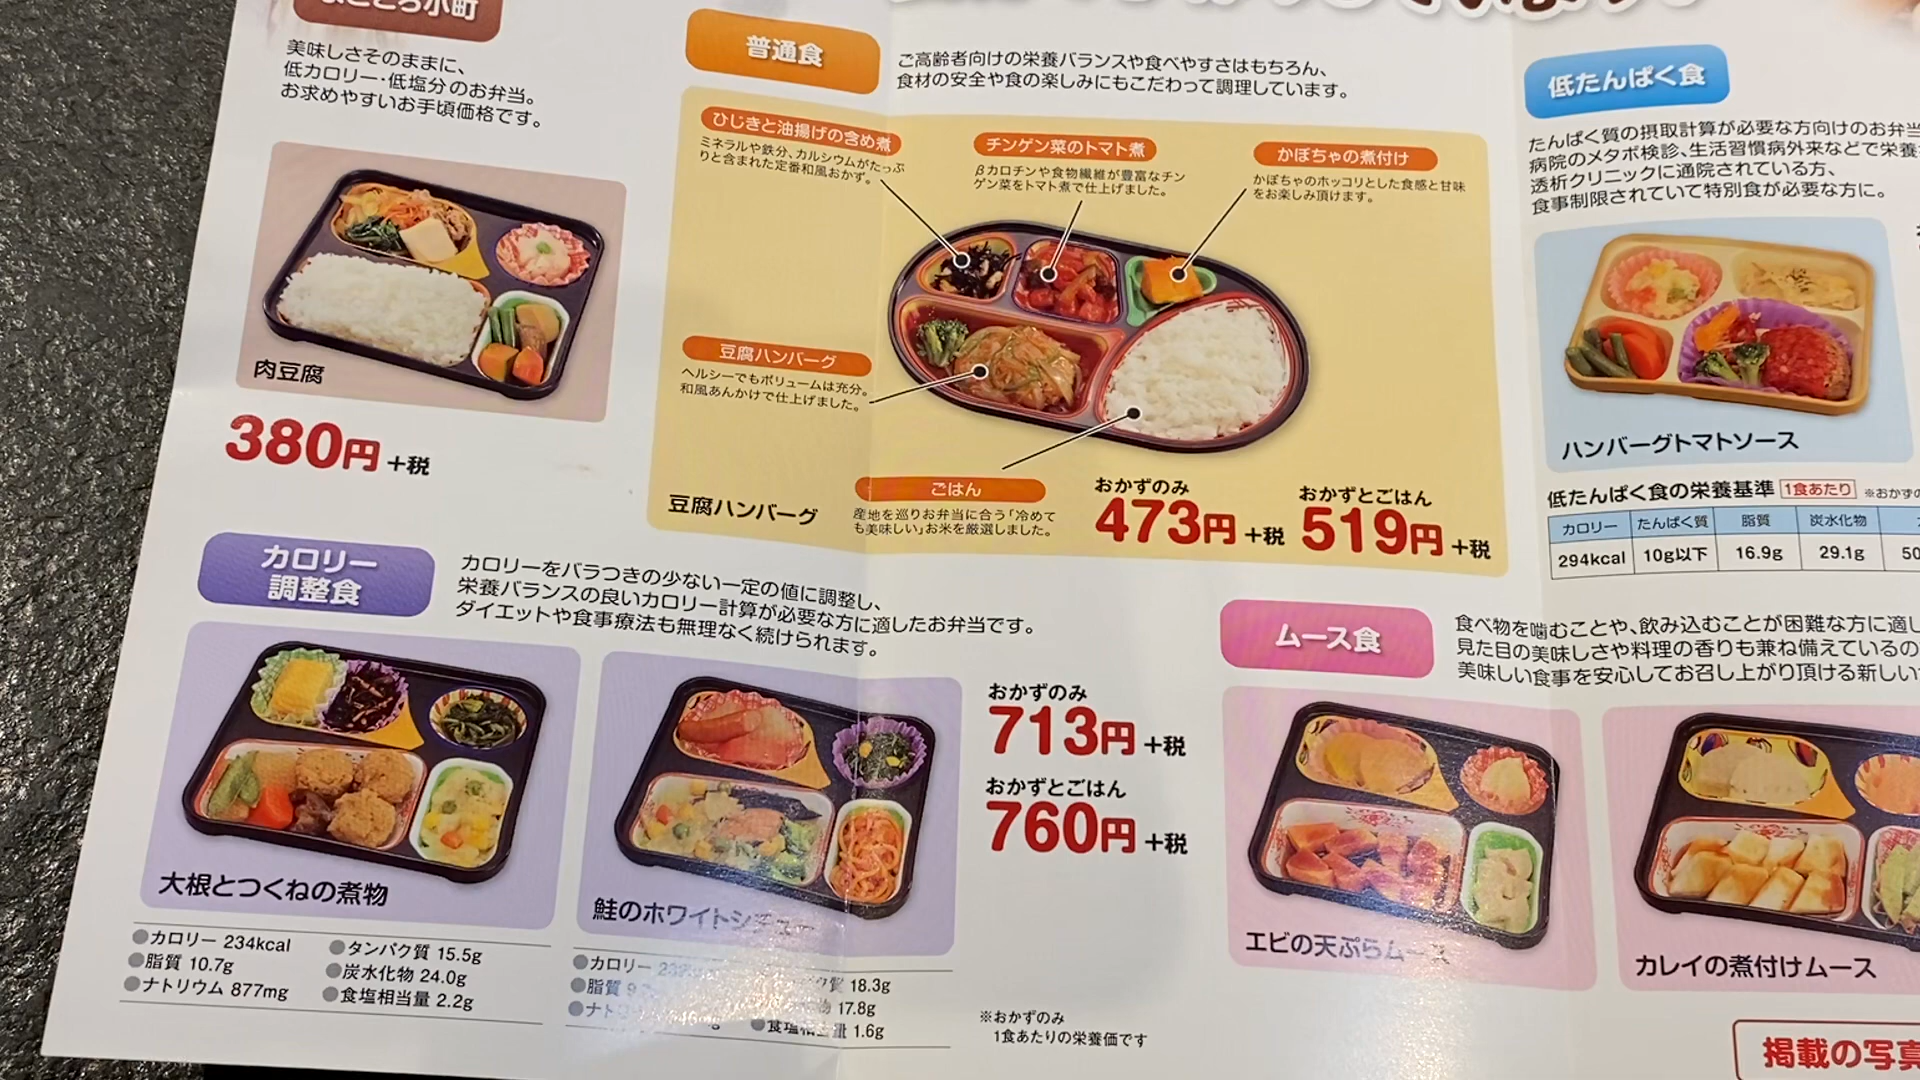 まごころ小町
美味しさそのままに、
低カロリー・低塩分のお弁当。
お求めやすいお手頃価格です。
肉豆腐
380円+税
普通食
ご高齢者向けの栄養バランスや食べやすさはもちろん、
食材の安全や食の楽しみにもこだわって調理しています。
ひじきと油揚げの含め煮
ミネラルや鉄分、カルシウムがたっぷ
りと含まれた定番和風おかず。
チンゲン菜のトマト煮
βカロチンや食物繊維が豊富なチン
ゲン菜をトマト煮で仕上げました。
かぼちゃの煮付け
かぼちゃのホッコリとした食感と甘味
をお楽しみ頂けます。
豆腐ハンバーグ
ヘルシーでもボリュームは充分。
和風あんかけで仕上げました。
ごはん
産地を巡りお弁当に合う「冷めて
も美味しい」お米を厳選しました。
豆腐ハンバーグ
おかずのみ
473円+税
おかずとごはん
519円+税
低たんぱく食
たんぱく質の摂取計算が必要な方向けのお弁当
病院のメタボ検診、生活習慣病外来などで栄養
透析クリニックに通院されている方、
食事制限されていて特別食が必要な方に。
ハンバーグトマトソース
低たんぱく食の栄養基準 1食あたり ※おかず
カロリー たんぱく質 脂質 炭水化物
294kcal 10g以下 16.9g 29.1g 50
カロリー
調整食
カロリーをバラつきの少ない一定の値に調整し、
栄養バランスの良いカロリー計算が必要な方に適したお弁当です。
ダイエットや食事療法も無理なく続けられます。
大根とつくねの煮物
●カロリー 234kcal ●タンパク質 15.5g
●脂質 10.7g ●炭水化物 24.0g
●ナトリウム 877mg ●食塩相当量 2.2g
鮭のホワイトシチュー
●カロリー 質 18.3g
●脂質 物 17.8g
●ナト ●食塩相当量 1.6g
おかずのみ
713円+税
おかずとごはん
760円+税
※おかずのみ
1食あたりの栄養価です
ムース食
食べ物を噛むことや、飲み込むことが困難な方に適し
見た目の美味しさや料理の香りも兼ね備えているの
美味しい食事を安心してお召し上がり頂ける新しい
エビの天ぷらムース
カレイの煮付けムース
掲載の写真